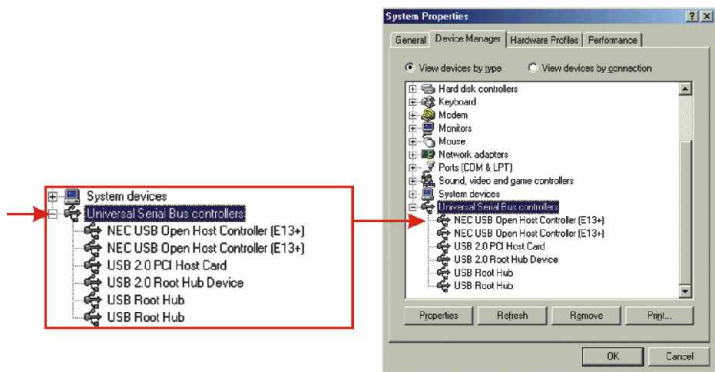 System devices
Universal Serial Bus controllers
NEC USB Open Host Controller (E13+)
NEC USB Open Host Controller (E13+)
USB 2.0 PCI Host Card
USB 2.0 Root Hub Device
USB Root Hub
USB Root Hub
System Properties
General Device Manager Hardware Profiles Performance
View devices by type View devices by connection
Hard disk controllers
Keyboard
Modem
Monitors
Mouse
Network adapters
Ports (COM & LPT)
Sound, video and game controllers
System devices
Universal Serial Bus controllers
NEC USB Open Host Controller (E13+)
NEC USB Open Host Controller (E13+)
USB 2.0 PCI Host Card
USB 2.0 Root Hub Device
USB Root Hub
USB Root Hub
Properties Refresh Remove Print...
OK Cancel